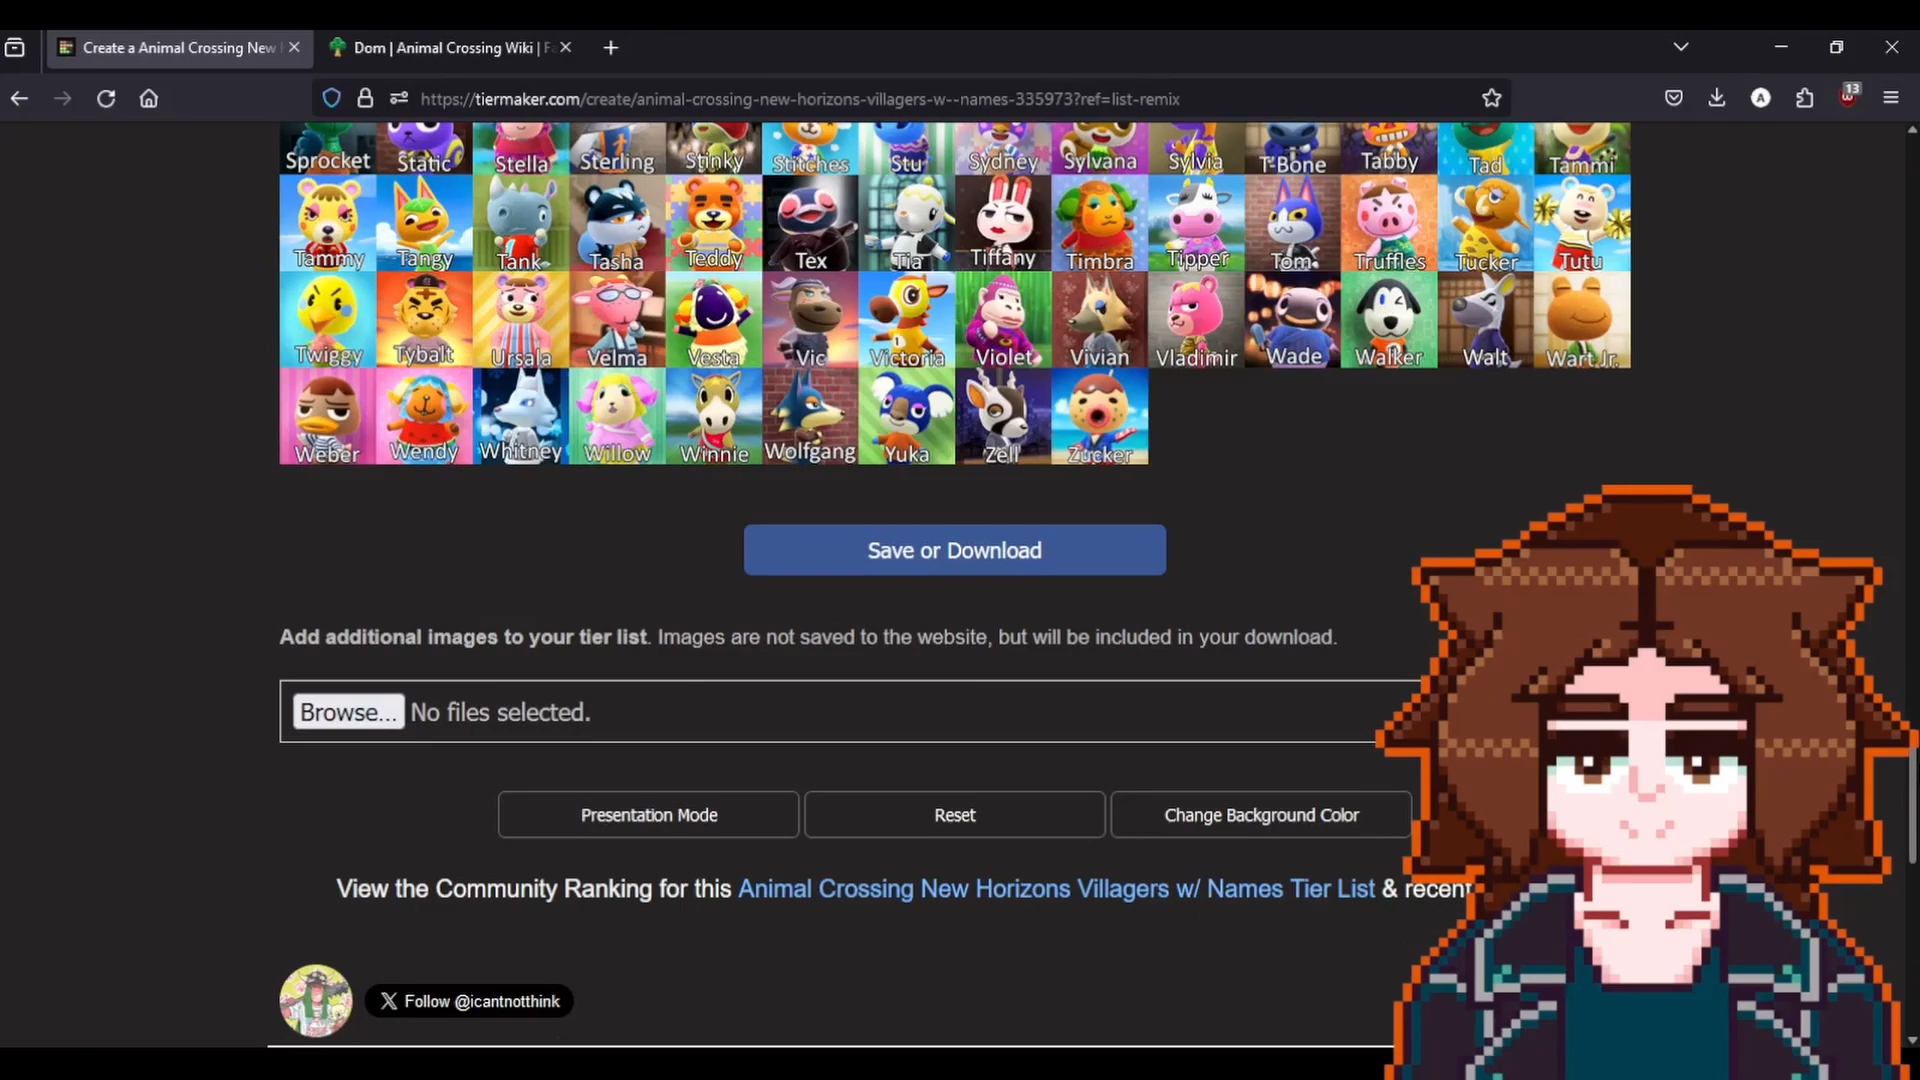 Create a Animal Crossing New
Dom | Animal Crossing Wiki | Fa
https://tiermaker.com/create/animal-crossing-new-horizons-villagers-w--names-335973?ref=list-remix
A
13
Sprocket Static Stella Sterling Stinky Stitches Stu Sydney Sylvana Sylvia T-Bone Tabby Tad Tammi
Tammy Tangy Tank Tasha Teddy Tex Tia Tiffany Timbra Tipper Tom Truffles Tucker Tutu
Twiggy Tybalt Ursala Velma Vesta Vic Victoria Violet Vivian Vladimir Wade Walker Walt Wart Jr.
Weber Wendy Whitney Willow Winnie Wolfgang Yuka Zell Zucker
Save or Download
Add additional images to your tier list. Images are not saved to the website, but will be included in your download.
Browse... No files selected.
Presentation Mode Reset Change Background Color
View the Community Ranking for this Animal Crossing New Horizons Villagers w/ Names Tier List & recent
X Follow @icantnotthink